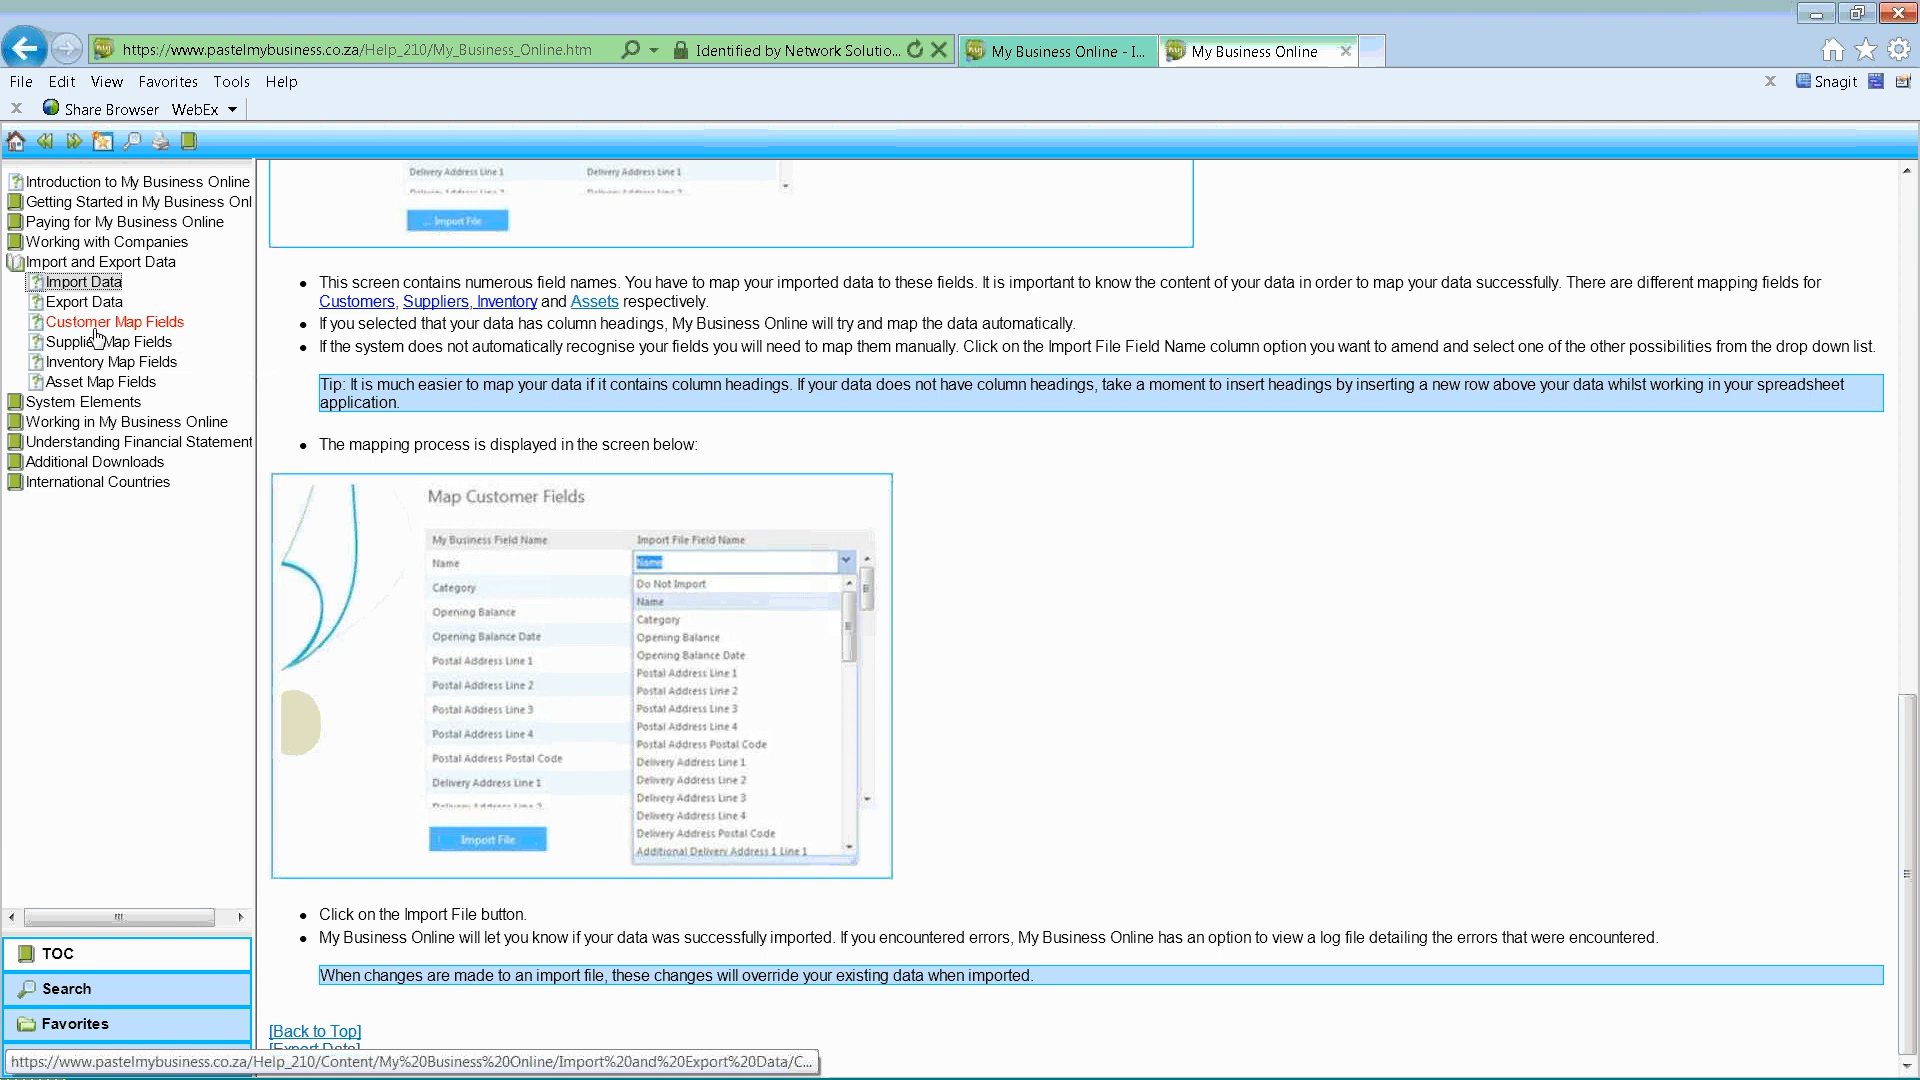 https://www.pastelmybusiness.co.za/Help_210/My_Business_Online.htm
Identified by Network Solutio...
My Business Online - I...
My Business Online
File Edit View Favorites Tools Help
Snagit
Share Browser WebEx
Introduction to My Business Online
Getting Started in My Business Onl
Paying for My Business Online
Working with Companies
Import and Export Data
Import Data
Export Data
Customer Map Fields
Supplie Map Fields
Inventory Map Fields
Asset Map Fields
System Elements
Working in My Business Online
Understanding Financial Statement
Additional Downloads
International Countries
TOC
Search
Favorites
https://www.pastelmybusiness.co.za/Help_210/Content/My%20Business%20Online/Import%20and%20Export%20Data/C...
Delivery Address Line 1 Delivery Address Line 1
Delivery Address Line 2 Delivery Address Line 2
Import File
This screen contains numerous field names. You have to map your imported data to these fields. It is important to know the content of your data in order to map your data successfully. There are different mapping fields for
Customers, Suppliers, Inventory and Assets respectively.
If you selected that your data has column headings, My Business Online will try and map the data automatically.
If the system does not automatically recognise your fields you will need to map them manually. Click on the Import File Field Name column option you want to amend and select one of the other possibilities from the drop down list.
Tip: It is much easier to map your data if it contains column headings. If your data does not have column headings, take a moment to insert headings by inserting a new row above your data whilst working in your spreadsheet
application.
The mapping process is displayed in the screen below:
Map Customer Fields
My Business Field Name
Name
Category
Opening Balance
Opening Balance Date
Postal Address Line 1
Postal Address Line 2
Postal Address Line 3
Postal Address Line 4
Postal Address Postal Code
Delivery Address Line 1
Delivery Address Line 2
Import File
Import File Field Name
Name
Do Not Import
Name
Category
Opening Balance
Opening Balance Date
Postal Address Line 1
Postal Address Line 2
Postal Address Line 3
Postal Address Line 4
Postal Address Postal Code
Delivery Address Line 1
Delivery Address Line 2
Delivery Address Line 3
Delivery Address Line 4
Delivery Address Postal Code
Additional Delivery Address 1 Line 1
Click on the Import File button.
My Business Online will let you know if your data was successfully imported. If you encountered errors, My Business Online has an option to view a log file detailing the errors that were encountered.
When changes are made to an import file, these changes will override your existing data when imported.
[Back to Top]
[Export Data]